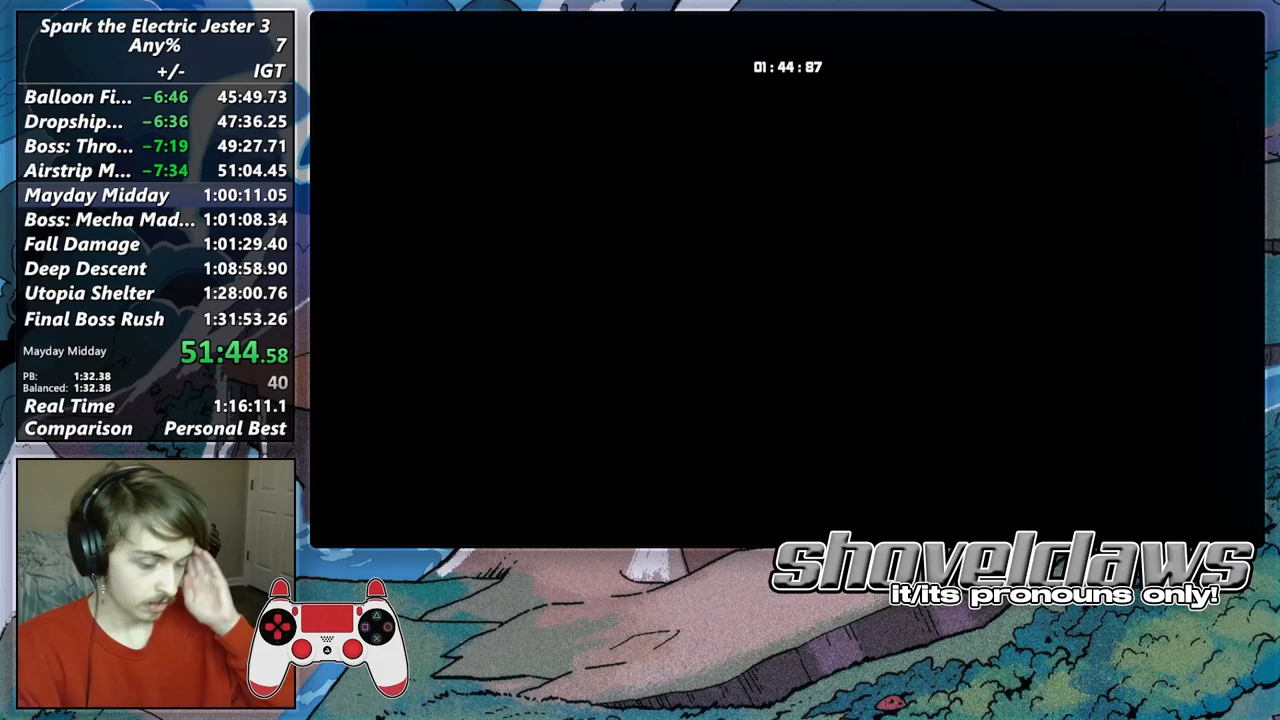 Spark the Electric Jester 3
Any% 7
+/- IGT
Balloon Fi... -6:46 45:49.73
Dropship... -6:36 47:36.25
Boss: Thro... -7:19 49:27.71
Airstrip M... -7:34 51:04.45
Mayday Midday 1:00:11.05
Boss: Mecha Mad... 1:01:08.34
Fall Damage 1:01:29.40
Deep Descent 1:08:58.90
Utopia Shelter 1:28:00.76
Final Boss Rush 1:31:53.26
Mayday Midday 51:44.58
PB: 1:32.38
Balanced: 1:32.38 40
Real Time 1:16:11.1
Comparison Personal Best
01:44:87
shovelclaws
it/its pronouns only!